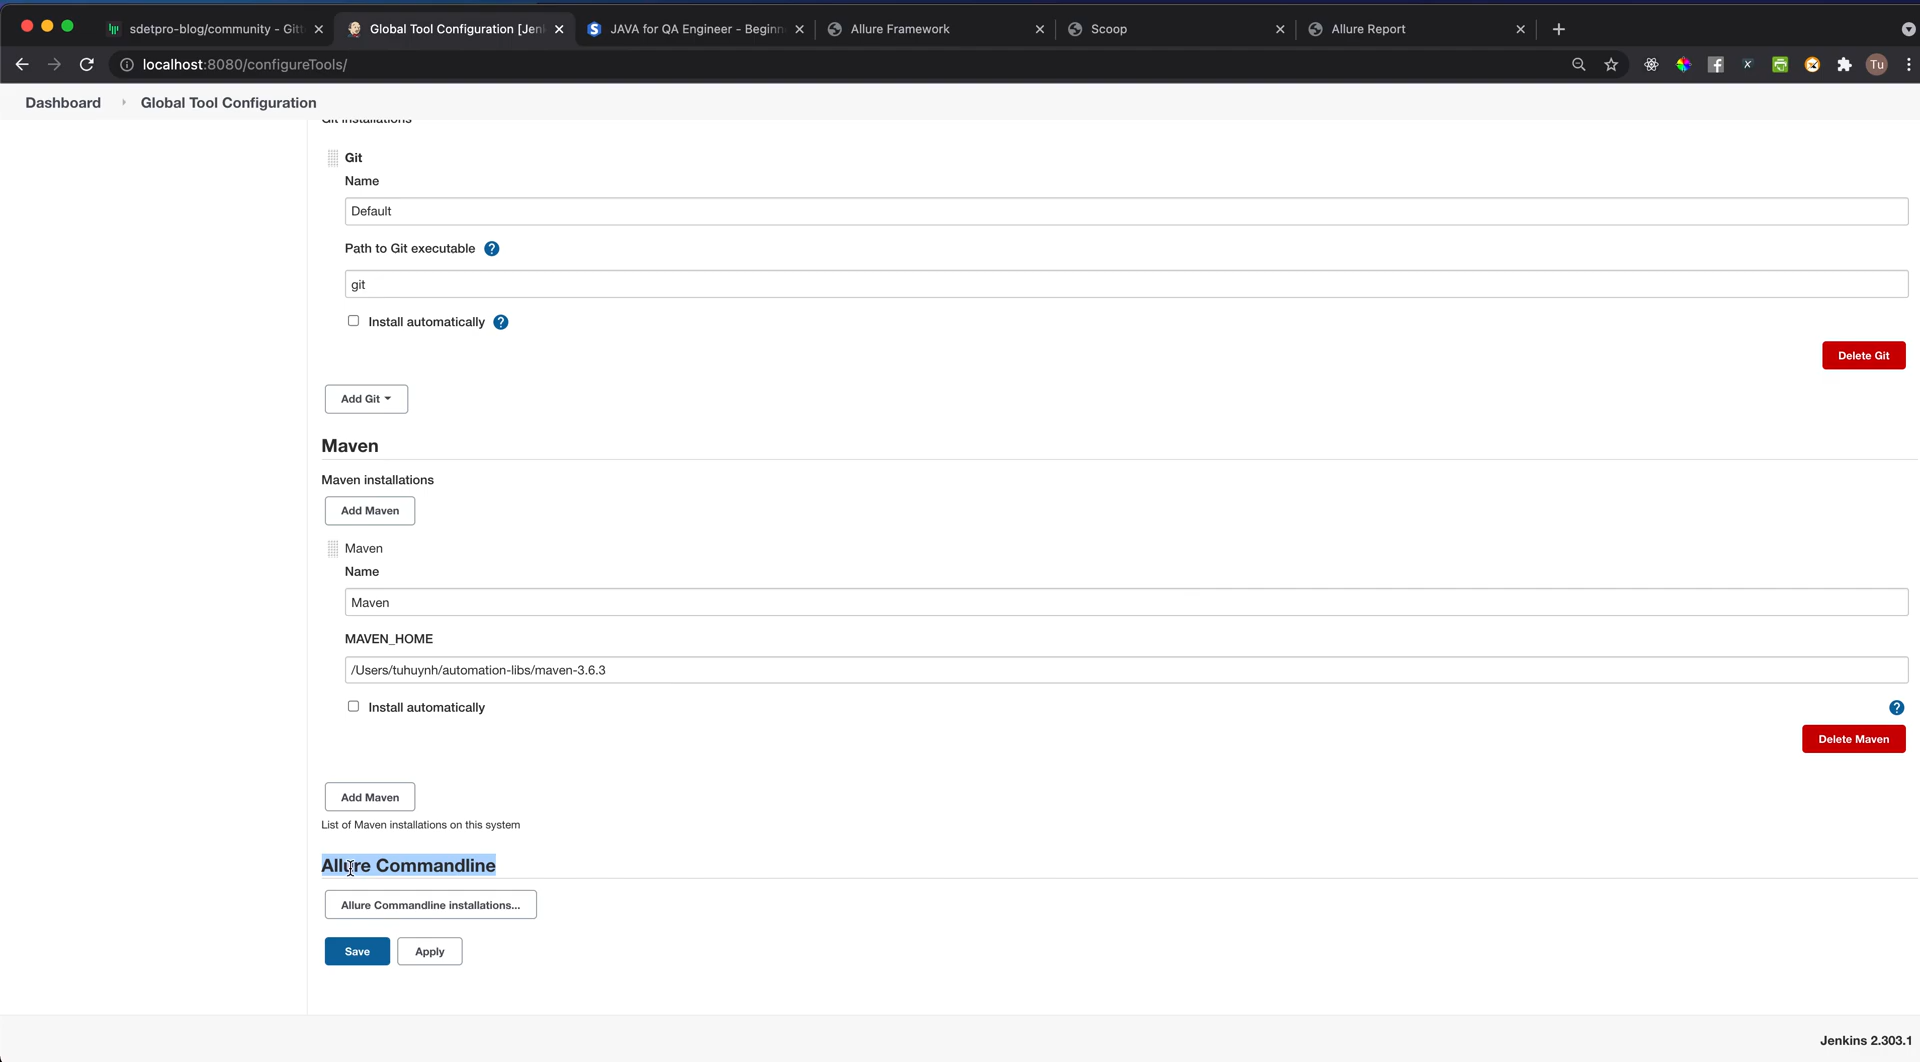 sdetpro-blog/community - Gitt
Global Tool Configuration [Jen
JAVA for QA Engineer - Beginn
Allure Framework
Scoop
Allure Report
localhost:8080/configureTools/
Tu
Dashboard
Global Tool Configuration
Git installations
Git
Name
Default
Path to Git executable ?
git
Install automatically ?
Delete Git
Add Git
Maven
Maven installations
Add Maven
Maven
Name
Maven
MAVEN_HOME
/Users/tuhuynh/automation-libs/maven-3.6.3
Install automatically ?
Delete Maven
Add Maven
List of Maven installations on this system
Allure Commandline
Allure Commandline installations...
Save Apply
Jenkins 2.303.1